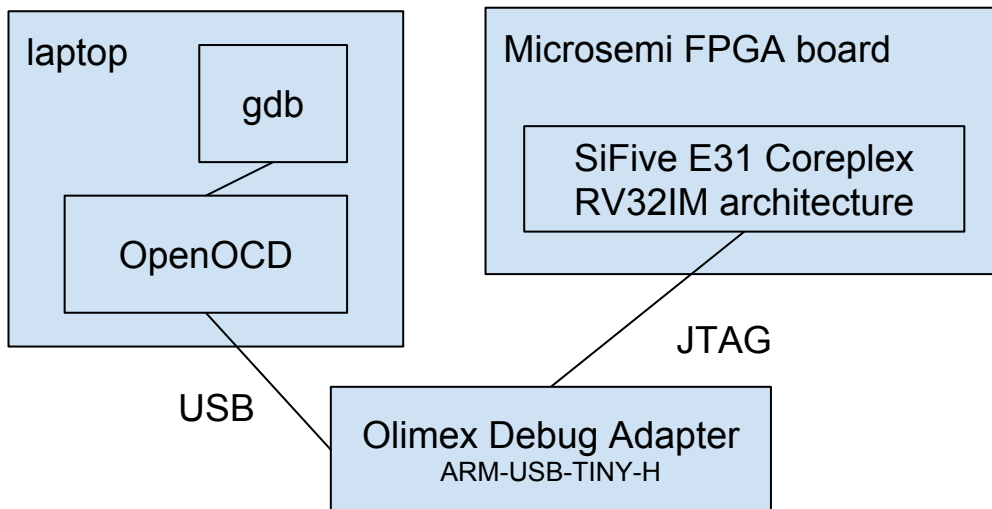 laptop
gdb
OpenOCD
Microsemi FPGA board
SiFive E31 Coreplex
RV32IM architecture
USB
JTAG
Olimex Debug Adapter
ARM-USB-TINY-H